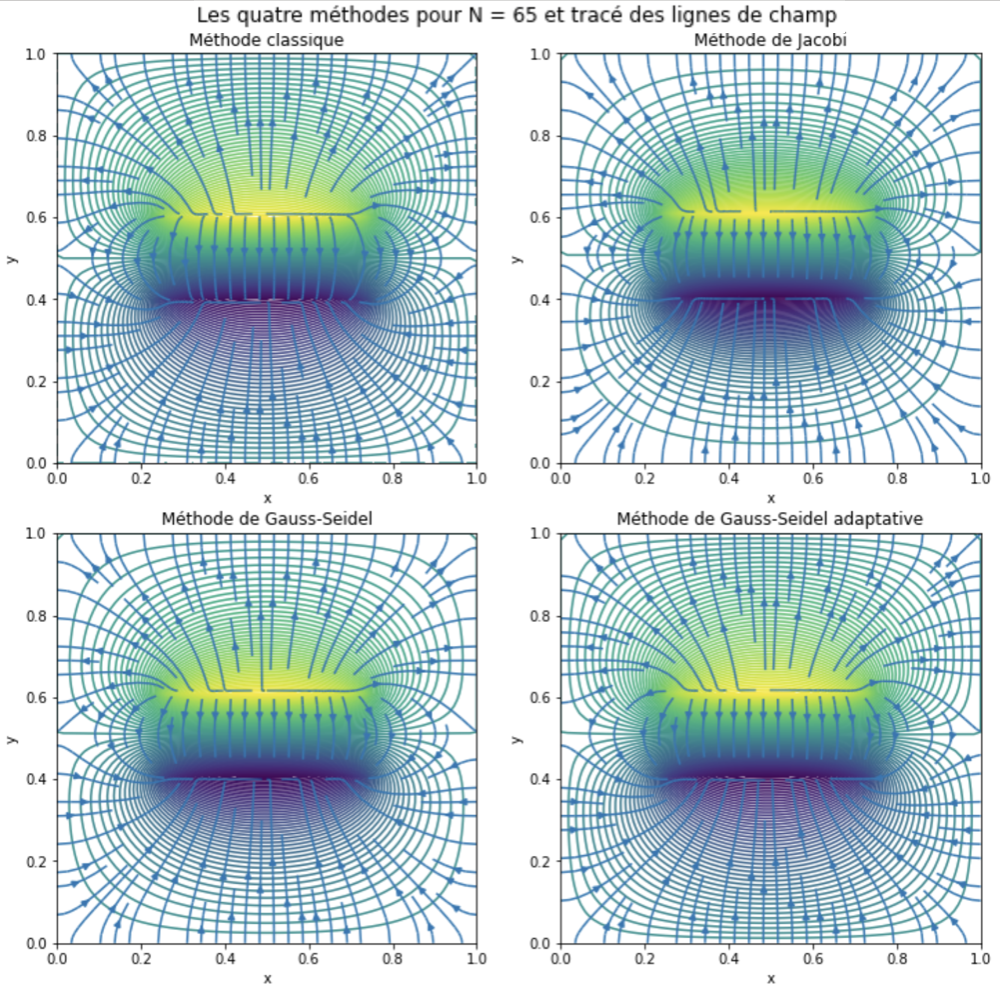 Les quatre méthodes pour N = 65 et tracé des lignes de champ
Méthode classique
1.0
0.8
0.6
y
0.4
0.2
0.0
0.0 0.2 0.4 0.6 0.8 1.0
x
Méthode de Jacobi
1.0
0.8
0.6
y
0.4
0.2
0.0
0.0 0.2 0.4 0.6 0.8 1.0
x
Méthode de Gauss-Seidel
1.0
0.8
0.6
y
0.4
0.2
0.0
0.0 0.2 0.4 0.6 0.8 1.0
x
Méthode de Gauss-Seidel adaptative
1.0
0.8
0.6
y
0.4
0.2
0.0
0.0 0.2 0.4 0.6 0.8 1.0
x